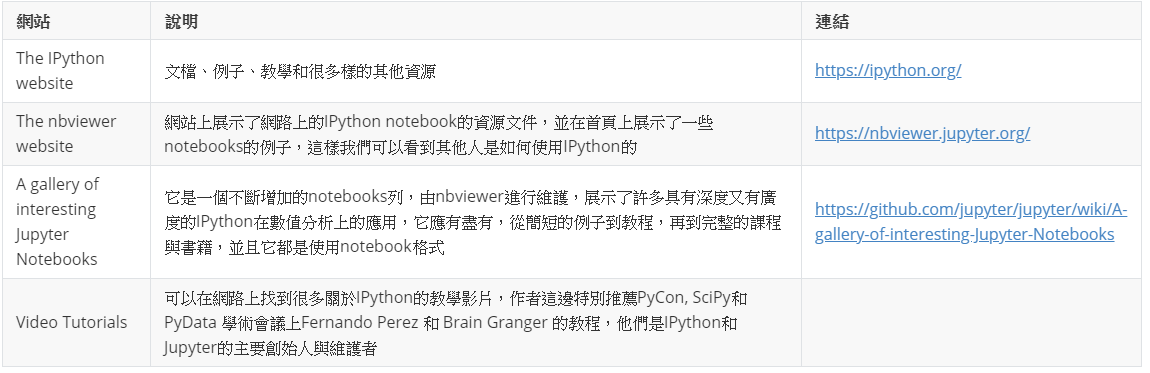 網站 說明 連結
The IPython
website
文檔、例子、教學和很多樣的其他資源
https://ipython.org/
The nbviewer
website
網站上展示了網路上的IPython notebook的資源文件，並在首頁上展示了一些
notebooks的例子，這樣我們可以看到其他人是如何使用IPython的
https://nbviewer.jupyter.org/
A gallery of
interesting
Jupyter
Notebooks
它是一個不斷增加的notebooks列，由nbviewer進行維護，展示了許多具有深度又有廣
度的IPython在數值分析上的應用，它應有盡有，從簡短的例子到教程，再到完整的課程
與書籍，並且它都是使用notebook格式
https://github.com/jupyter/jupyter/wiki/A-
gallery-of-interesting-Jupyter-Notebooks
Video Tutorials
可以在網路上找到很多關於IPython的教學影片，作者這邊特別推薦PyCon, SciPy和
PyData 學術會議上Fernando Perez 和 Brain Granger 的教程，他們是IPython和
Jupyter的主要創始人與維護者